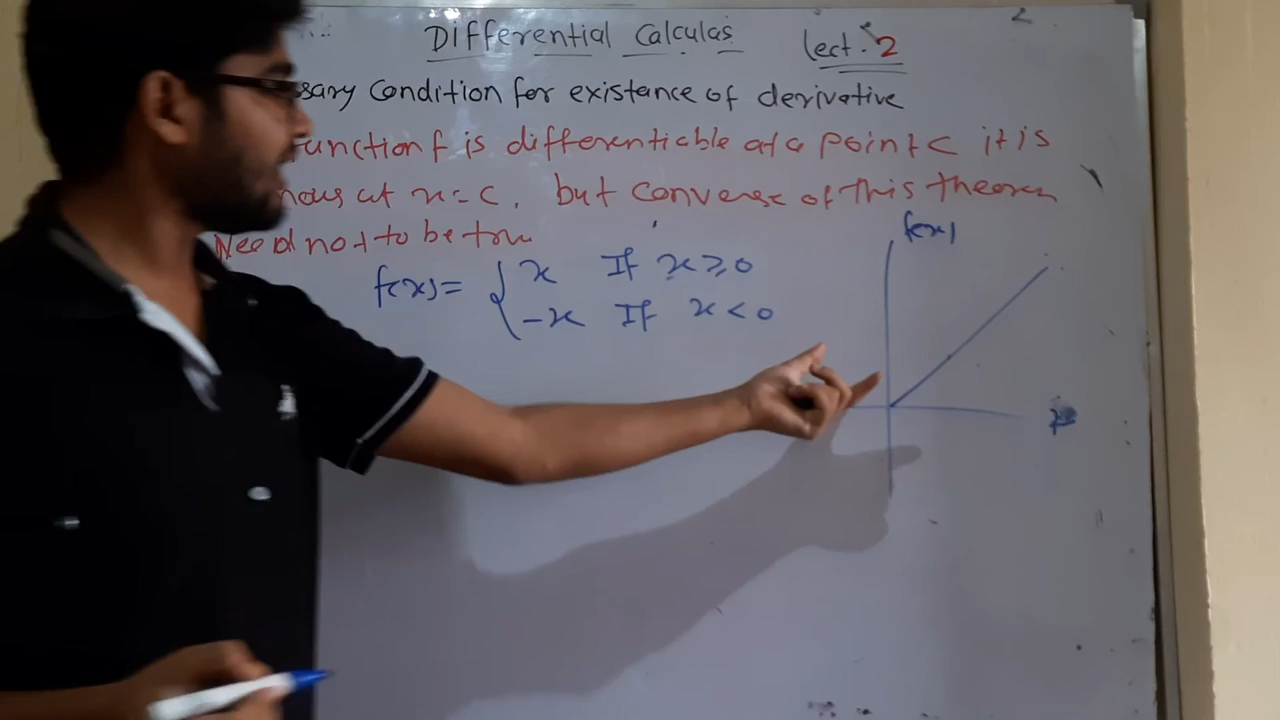 Differential Calculas Lect. 2
sary Condition for existance of derivative
function f is differentiable at a point c it is
nous at x = c. but converse of this theorem
Need not to be tru
f(x) = { x If x ≥ 0
-x If x < 0
f(x)